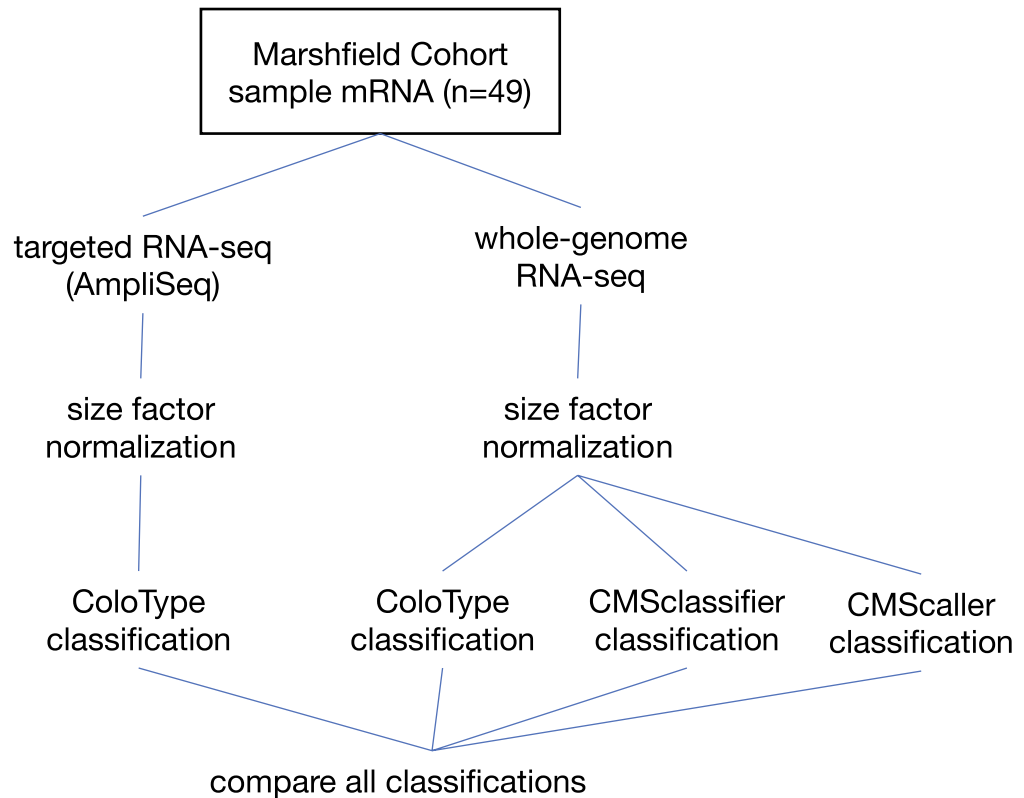 Marshfield Cohort
sample mRNA (n=49)
targeted RNA-seq
(AmpliSeq)
whole-genome
RNA-seq
size factor
normalization
size factor
normalization
ColoType
classification
ColoType
classification
CMSclassifier
classification
CMScaller
classification
compare all classifications